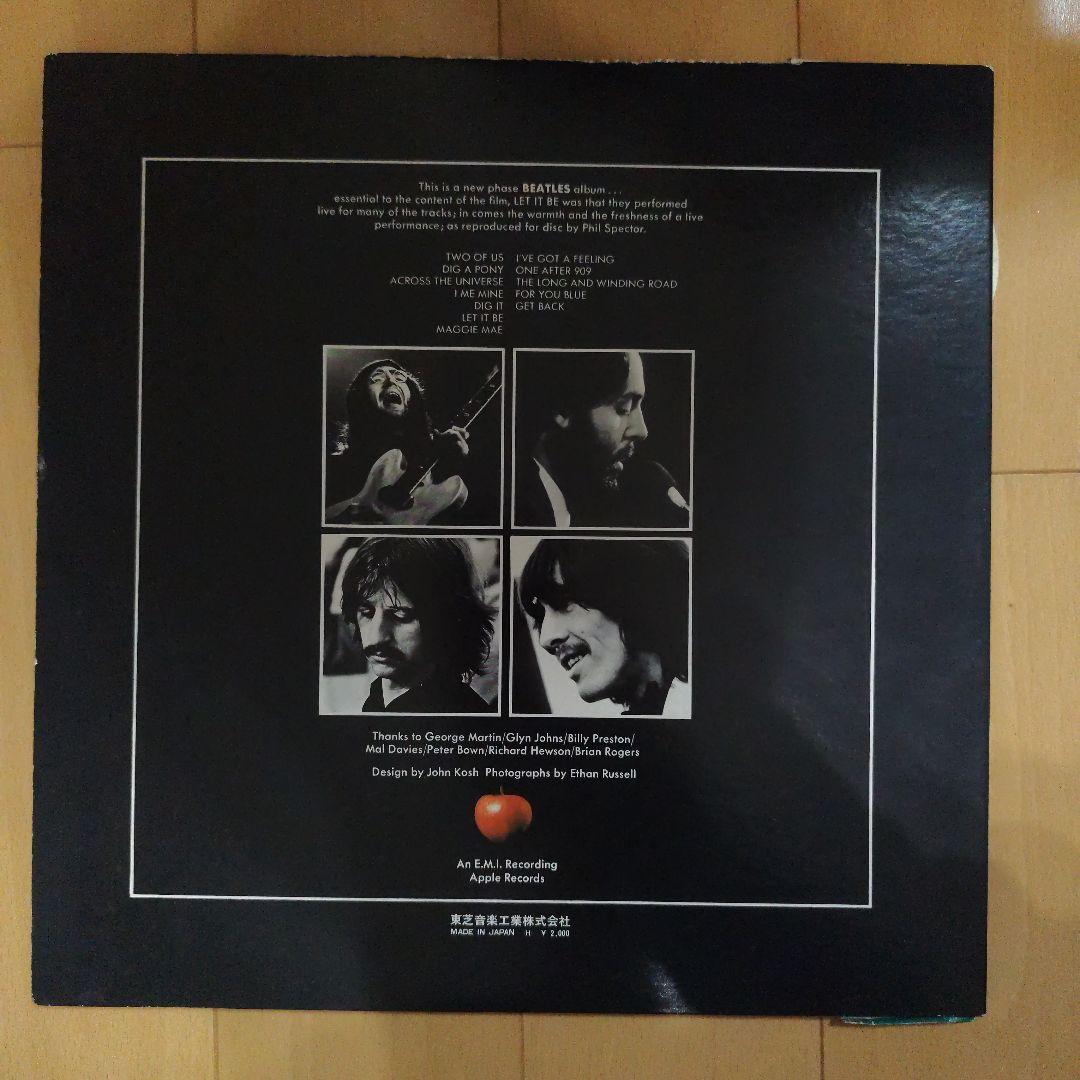 This is a new phase BEATLES album...
essential to the content of the film, LET IT BE was that they performed
live for many of the tracks; in comes the warmth and the freshness of a live
performance; as reproduced for disc by Phil Spector.
TWO OF US
DIG A PONY
ACROSS THE UNIVERSE
I ME MINE
DIG IT
LET IT BE
MAGGIE MAE
I'VE GOT A FEELING
ONE AFTER 909
THE LONG AND WINDING ROAD
FOR YOU BLUE
GET BACK
Thanks to George Martin/Glyn Johns/Billy Preston/
Mal Davies/Peter Bown/Richard Hewson/Brian Rogers
Design by John Kosh Photographs by Ethan Russell
An E.M.I. Recording
Apple Records
東芝音楽工業株式会社
MADE IN JAPAN H ¥ 2,000